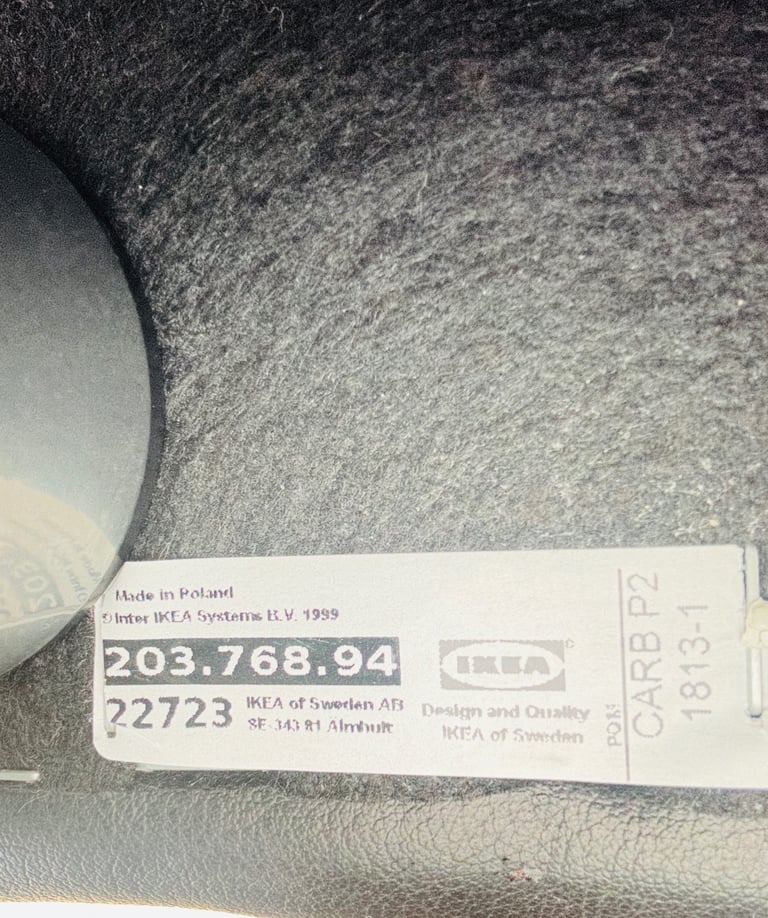 Made in Poland
©Inter IKEA Systems B.V. 1999
203.768.94
22723
IKEA of Sweden AB
SE-343 81 Älmhult
IKEA
Design and Quality
IKEA of Sweden
CARB P2
1813-1